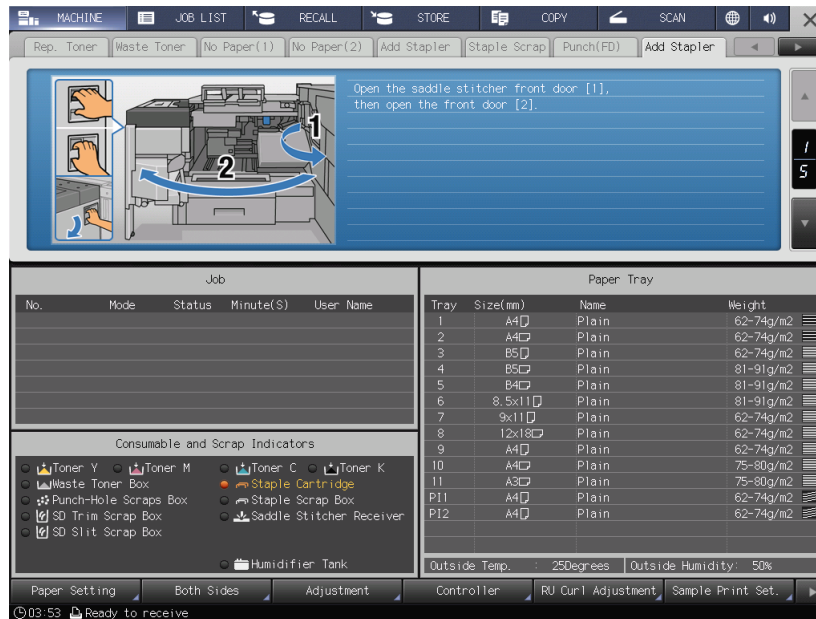 MACHINE JOB LIST RECALL STORE COPY SCAN
Rep. Toner Waste Toner No Paper(1) No Paper(2) Add Stapler Staple Scrap Punch(FD) Add Stapler
Open the saddle stitcher front door [1],
then open the front door [2].
1
2
1
5
Job
No. Mode Status Minute(S) User Name
Paper Tray
Tray Size(mm) Name Weight
1 A4 Plain 62-74g/m2
2 A4 Plain 62-74g/m2
3 B5 Plain 62-74g/m2
4 B5 Plain 81-91g/m2
5 B4 Plain 81-91g/m2
6 8.5x11 Plain 81-91g/m2
7 9x11 Plain 62-74g/m2
8 12x18 Plain 62-74g/m2
9 A4 Plain 62-74g/m2
10 A4 Plain 75-80g/m2
11 A3 Plain 75-80g/m2
PI1 A4 Plain 62-74g/m2
PI2 A4 Plain 62-74g/m2
Outside Temp. : 25Degrees Outside Humidity: 50%
Consumable and Scrap Indicators
Toner Y Toner M Toner C Toner K
Waste Toner Box Staple Cartridge
Punch-Hole Scraps Box Staple Scrap Box
SD Trim Scrap Box Saddle Stitcher Receiver
SD Slit Scrap Box
Humidifier Tank
Paper Setting Both Sides Adjustment Controller RU Curl Adjustment Sample Print Set.
03:53 Ready to receive